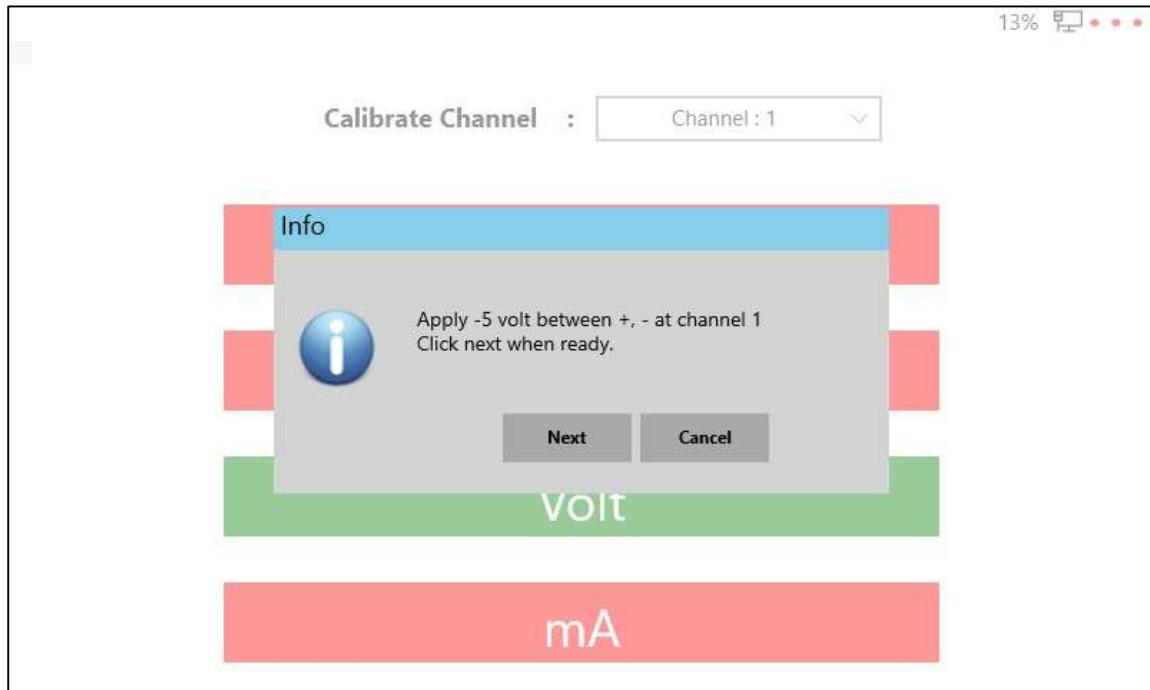 13%
Calibrate Channel : Channel : 1
Info
Apply -5 volt between +, - at channel 1
Click next when ready.
Next Cancel
Volt
mA